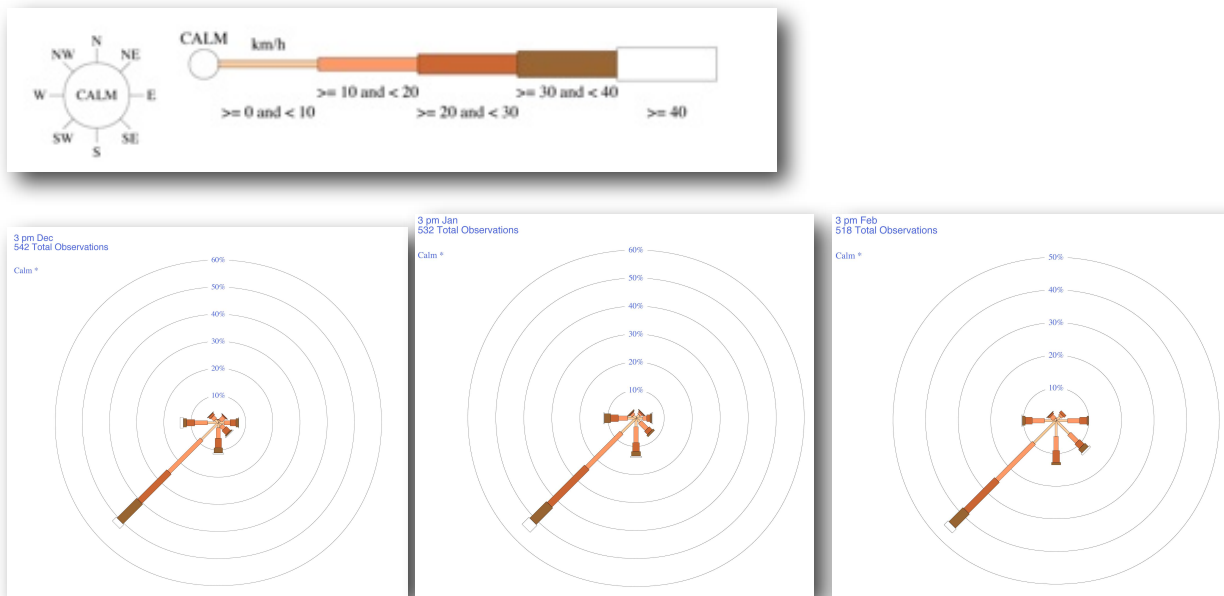 N
NW
NE
W
CALM
E
SW
SE
S
CALM
km/h
>= 10 and < 20
>= 30 and < 40
>= 0 and < 10
>= 20 and < 30
>= 40
3 pm Dec
542 Total Observations
Calm *
60%
50%
40%
30%
20%
10%
3 pm Jan
532 Total Observations
Calm *
60%
50%
40%
30%
20%
10%
3 pm Feb
518 Total Observations
Calm *
50%
40%
30%
20%
10%